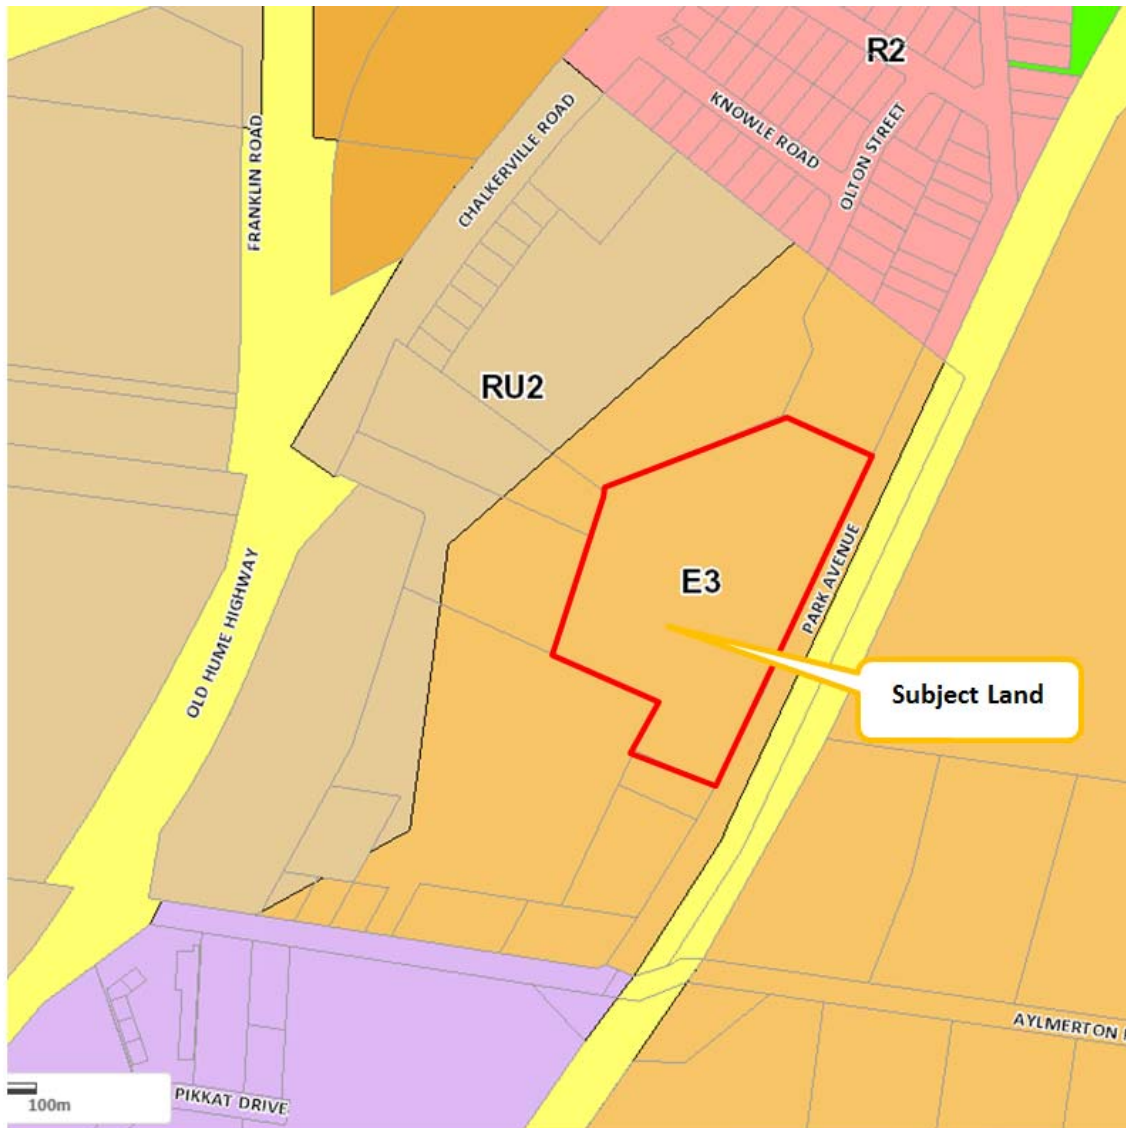 R2
KNOWLE ROAD
OLTON STREET
CHALKERVILLE ROAD
FRANKLIN ROAD
RU2
E3
PARK AVENUE
OLD HUME HIGHWAY
Subject Land
AYLMERTON
PIKKAT DRIVE
100m